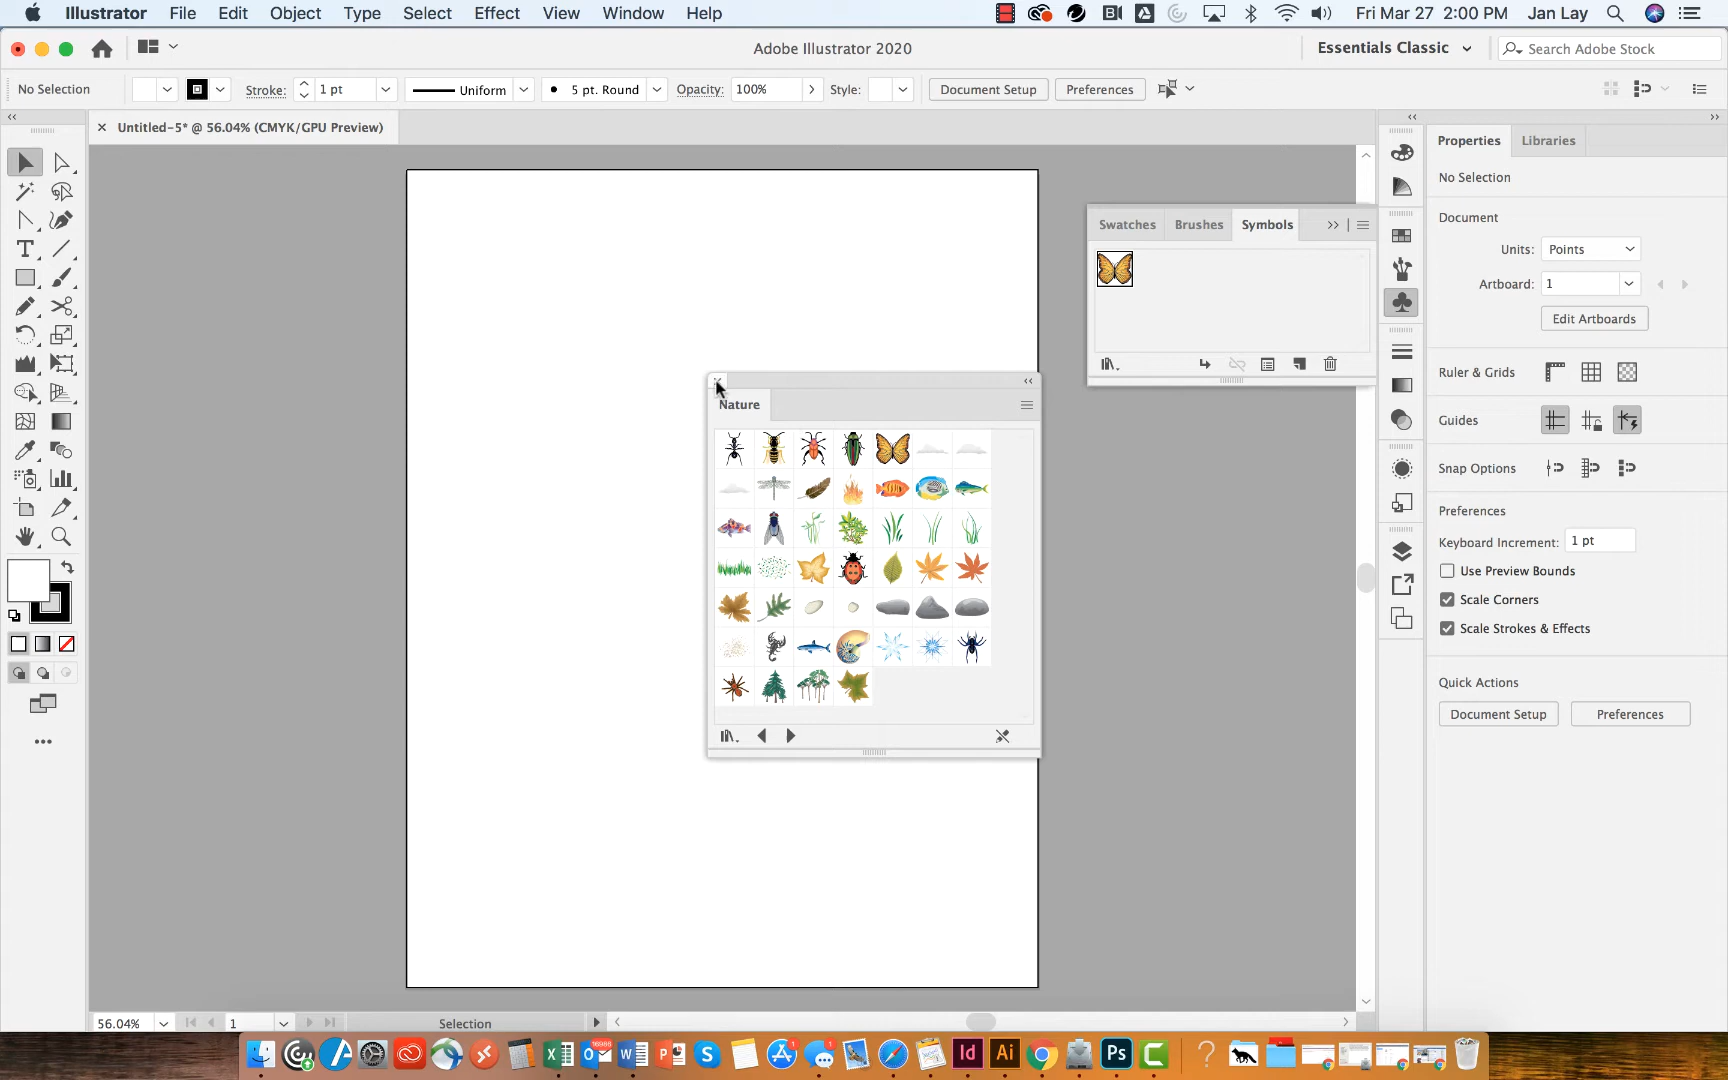 Illustrator File Edit Object Type Select Effect View Window Help Fri Mar 27 2:00 PM Jan Lay
Adobe Illustrator 2020 Essentials Classic Search Adobe Stock
No Selection Stroke: 1 pt Uniform 5 pt. Round Opacity: 100% Style: Document Setup Preferences
Untitled-5* @ 56.04% (CMYK/GPU Preview)
Properties Libraries
No Selection
Document
Units: Points
Artboard: 1
Edit Artboards
Ruler & Grids
Guides
Snap Options
Preferences
Keyboard Increment: 1 pt
Use Preview Bounds
Scale Corners
Scale Strokes & Effects
Quick Actions
Document Setup Preferences
Swatches Brushes Symbols
Nature
56.04% 1 Selection
Id Ai Ps